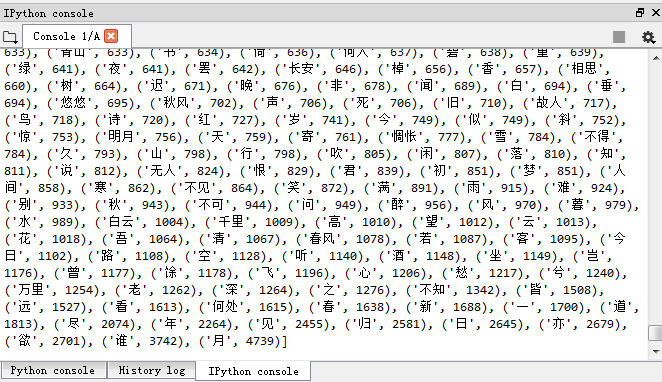 IPython console
Console 1/A
633), ('青山', 633), ('书', 634), ('倚', 636), ('何人', 637), ('碧', 638), ('重', 639),
('绿', 641), ('夜', 641), ('罢', 642), ('长安', 646), ('棹', 656), ('香', 657), ('相思',
660), ('树', 664), ('迟', 671), ('晚', 676), ('非', 678), ('闻', 689), ('白', 694), ('垂',
694), ('悠悠', 695), ('秋风', 702), ('声', 706), ('死', 706), ('旧', 710), ('故人', 717),
('鸟', 718), ('诗', 720), ('红', 727), ('岁', 741), ('今', 749), ('似', 749), ('斜', 752),
('惊', 753), ('明月', 756), ('天', 759), ('寄', 761), ('惆怅', 777), ('雪', 784), ('不得',
784), ('久', 793), ('山', 798), ('行', 798), ('吹', 805), ('闲', 807), ('落', 810), ('知',
811), ('说', 812), ('无人', 824), ('恨', 829), ('君', 839), ('初', 851), ('梦', 851), ('人
间', 858), ('寒', 862), ('不见', 864), ('笑', 872), ('满', 891), ('雨', 915), ('难', 924),
('别', 933), ('秋', 943), ('不可', 944), ('问', 949), ('醉', 956), ('风', 970), ('暮', 979),
('水', 989), ('白云', 1004), ('千里', 1009), ('高', 1010), ('望', 1012), ('云', 1013),
('花', 1018), ('吾', 1064), ('清', 1067), ('春风', 1078), ('若', 1087), ('客', 1095), ('今
日', 1102), ('路', 1108), ('空', 1128), ('听', 1140), ('酒', 1148), ('坐', 1149), ('岂',
1176), ('曾', 1177), ('馀', 1178), ('飞', 1196), ('心', 1206), ('愁', 1217), ('兮', 1240),
('万里', 1254), ('老', 1262), ('深', 1264), ('之', 1276), ('不知', 1342), ('皆', 1508),
('远', 1527), ('看', 1613), ('何处', 1615), ('春', 1638), ('新', 1688), ('一', 1700), ('道',
1813), ('尽', 2074), ('年', 2264), ('见', 2455), ('归', 2581), ('日', 2645), ('亦', 2679),
('欲', 2701), ('谁', 3742), ('月', 4739)]
Python console History log IPython console